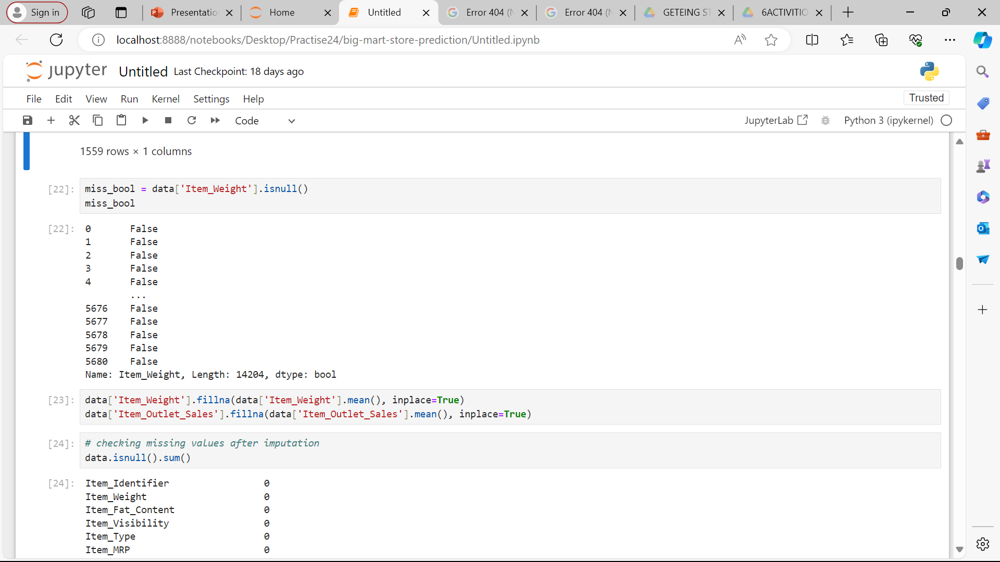 Sign in
Presentatio
Home
Untitled
Error 404 (N
Error 404 (N
GETEING ST
6ACTIVITIO
localhost:8888/notebooks/Desktop/Practise24/big-mart-store-prediction/Untitled.ipynb
jupyter Untitled Last Checkpoint: 18 days ago
File Edit View Run Kernel Settings Help
Trusted
Code
JupyterLab
Python 3 (ipykernel)
1559 rows × 1 columns
[22]: miss_bool = data['Item_Weight'].isnull()
miss_bool
[22]: 0 False
1 False
2 False
3 False
4 False
...
5676 False
5677 False
5678 False
5679 False
5680 False
Name: Item_Weight, Length: 14204, dtype: bool
[23]: data['Item_Weight'].fillna(data['Item_Weight'].mean(), inplace=True)
data['Item_Outlet_Sales'].fillna(data['Item_Outlet_Sales'].mean(), inplace=True)
[24]: # checking missing values after imputation
data.isnull().sum()
[24]: Item_Identifier 0
Item_Weight 0
Item_Fat_Content 0
Item_Visibility 0
Item_Type 0
Item_MRP 0